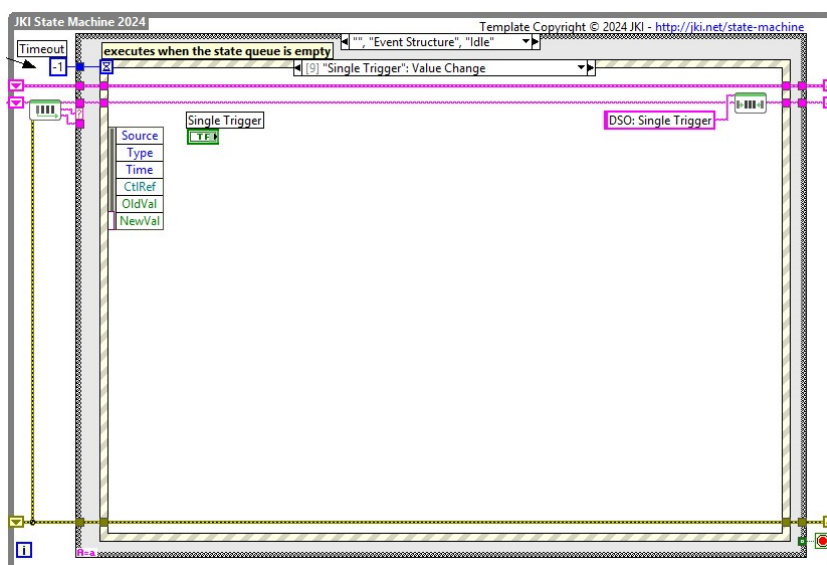 JKI State Machine 2024
Template Copyright © 2024 JKI - http://jki.net/state-machine
Timeout
-1
executes when the state queue is empty
"", "Event Structure", "Idle"
[9] "Single Trigger": Value Change
?
Single Trigger
TF
DSO: Single Trigger
Source
Type
Time
CtlRef
OldVal
NewVal
i
A=a